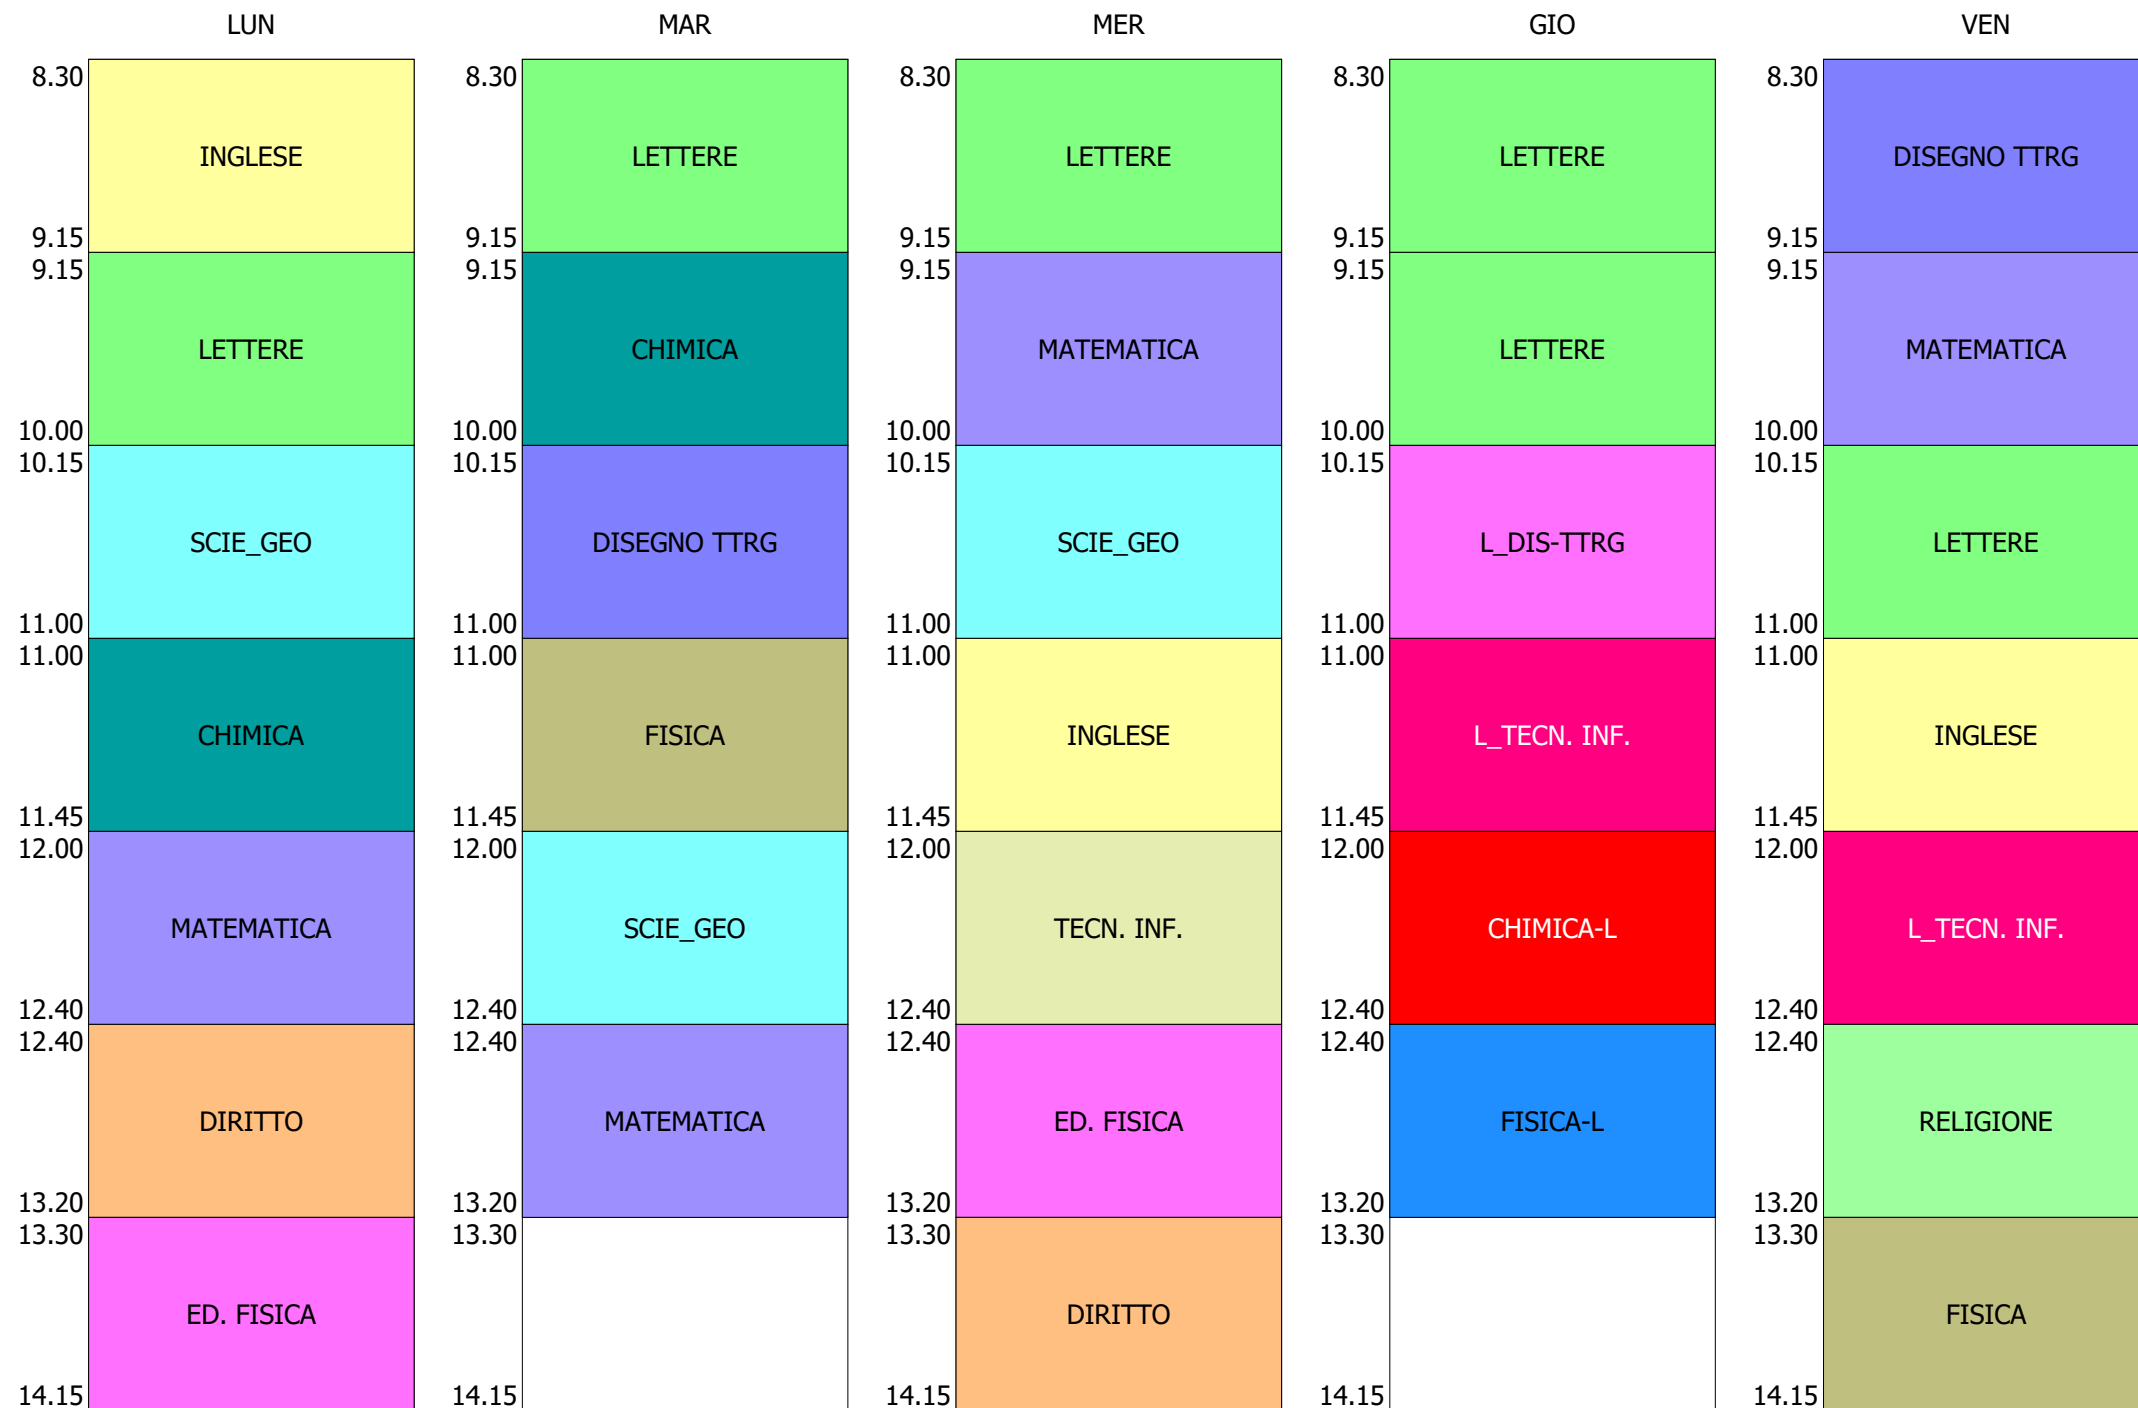 LUN MAR MER GIO VEN
8.30 8.30 8.30 8.30 8.30
INGLESE LETTERE LETTERE LETTERE DISEGNO TTRG
9.15 9.15 9.15 9.15 9.15
9.15 9.15 9.15 9.15 9.15
LETTERE CHIMICA MATEMATICA LETTERE MATEMATICA
10.00 10.00 10.00 10.00 10.00
10.15 10.15 10.15 10.15 10.15
SCIE_GEO DISEGNO TTRG SCIE_GEO L_DIS-TTRG LETTERE
11.00 11.00 11.00 11.00 11.00
11.00 11.00 11.00 11.00 11.00
CHIMICA FISICA INGLESE L_TECN. INF. INGLESE
11.45 11.45 11.45 11.45 11.45
12.00 12.00 12.00 12.00 12.00
MATEMATICA SCIE_GEO TECN. INF. CHIMICA-L L_TECN. INF.
12.40 12.40 12.40 12.40 12.40
12.40 12.40 12.40 12.40 12.40
DIRITTO MATEMATICA ED. FISICA FISICA-L RELIGIONE
13.20 13.20 13.20 13.20 13.20
13.30 13.30 13.30 13.30 13.30
ED. FISICA DIRITTO FISICA
14.15 14.15 14.15 14.15 14.15